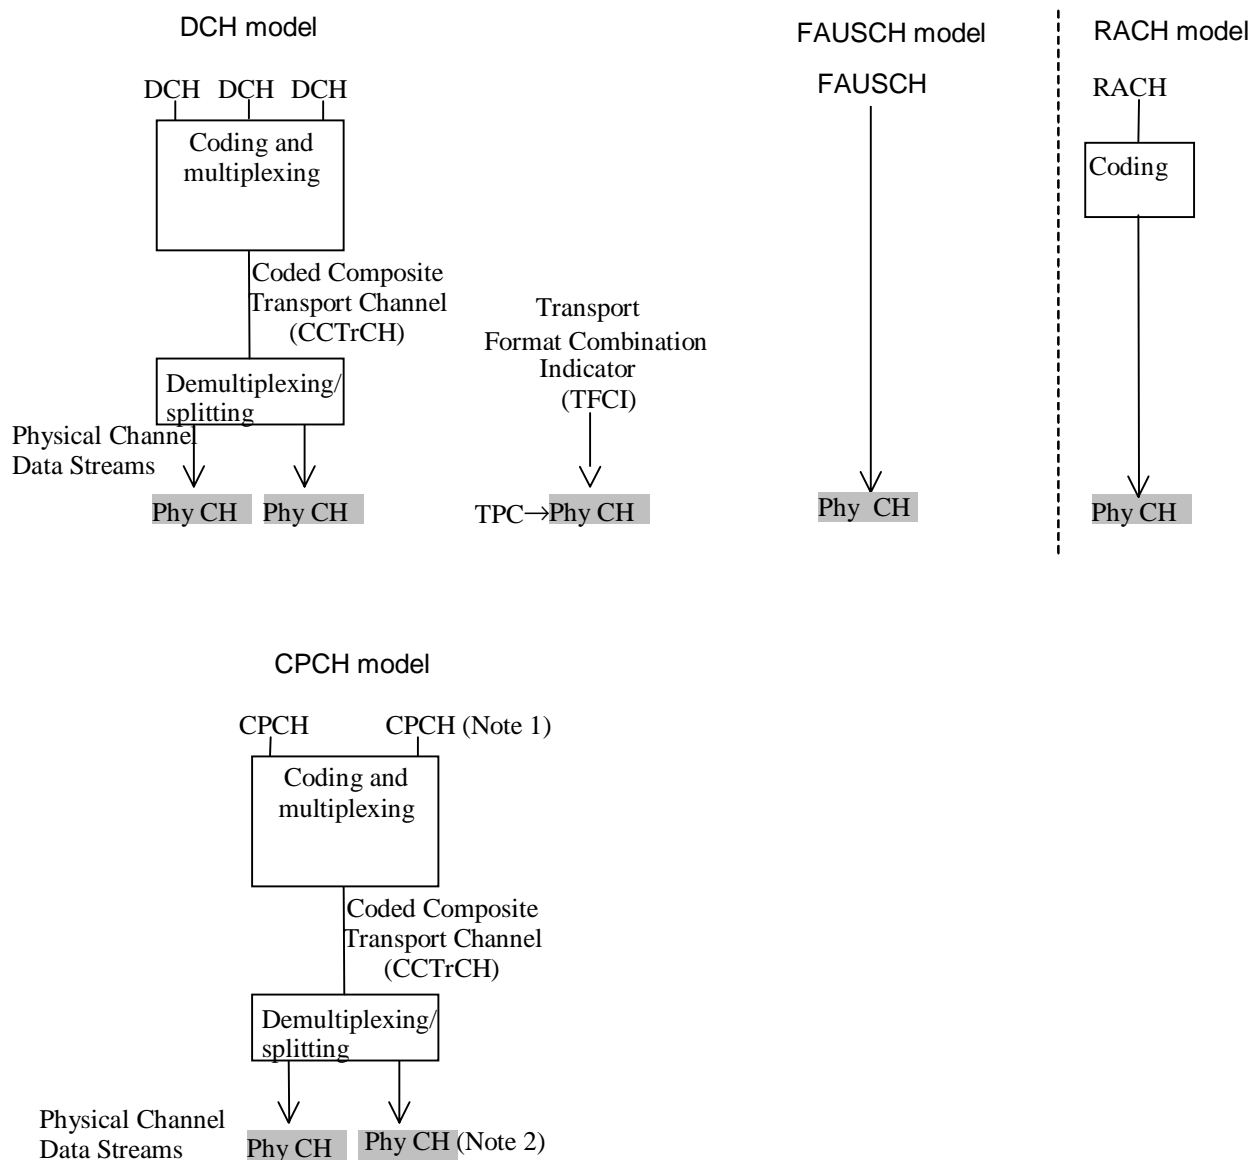 DCH model
FAUSCH model
RACH model
DCH DCH DCH
FAUSCH
RACH
Coding and
multiplexing
Coding
Coded Composite
Transport Channel
(CCTrCH)
Transport
Format Combination
Indicator
(TFCI)
Demultiplexing/
splitting
Physical Channel
Data Streams
Phy CH Phy CH
TPC→Phy CH
Phy CH
Phy CH
CPCH model
CPCH CPCH (Note 1)
Coding and
multiplexing
Coded Composite
Transport Channel
(CCTrCH)
Demultiplexing/
splitting
Physical Channel
Data Streams
Phy CH Phy CH (Note 2)